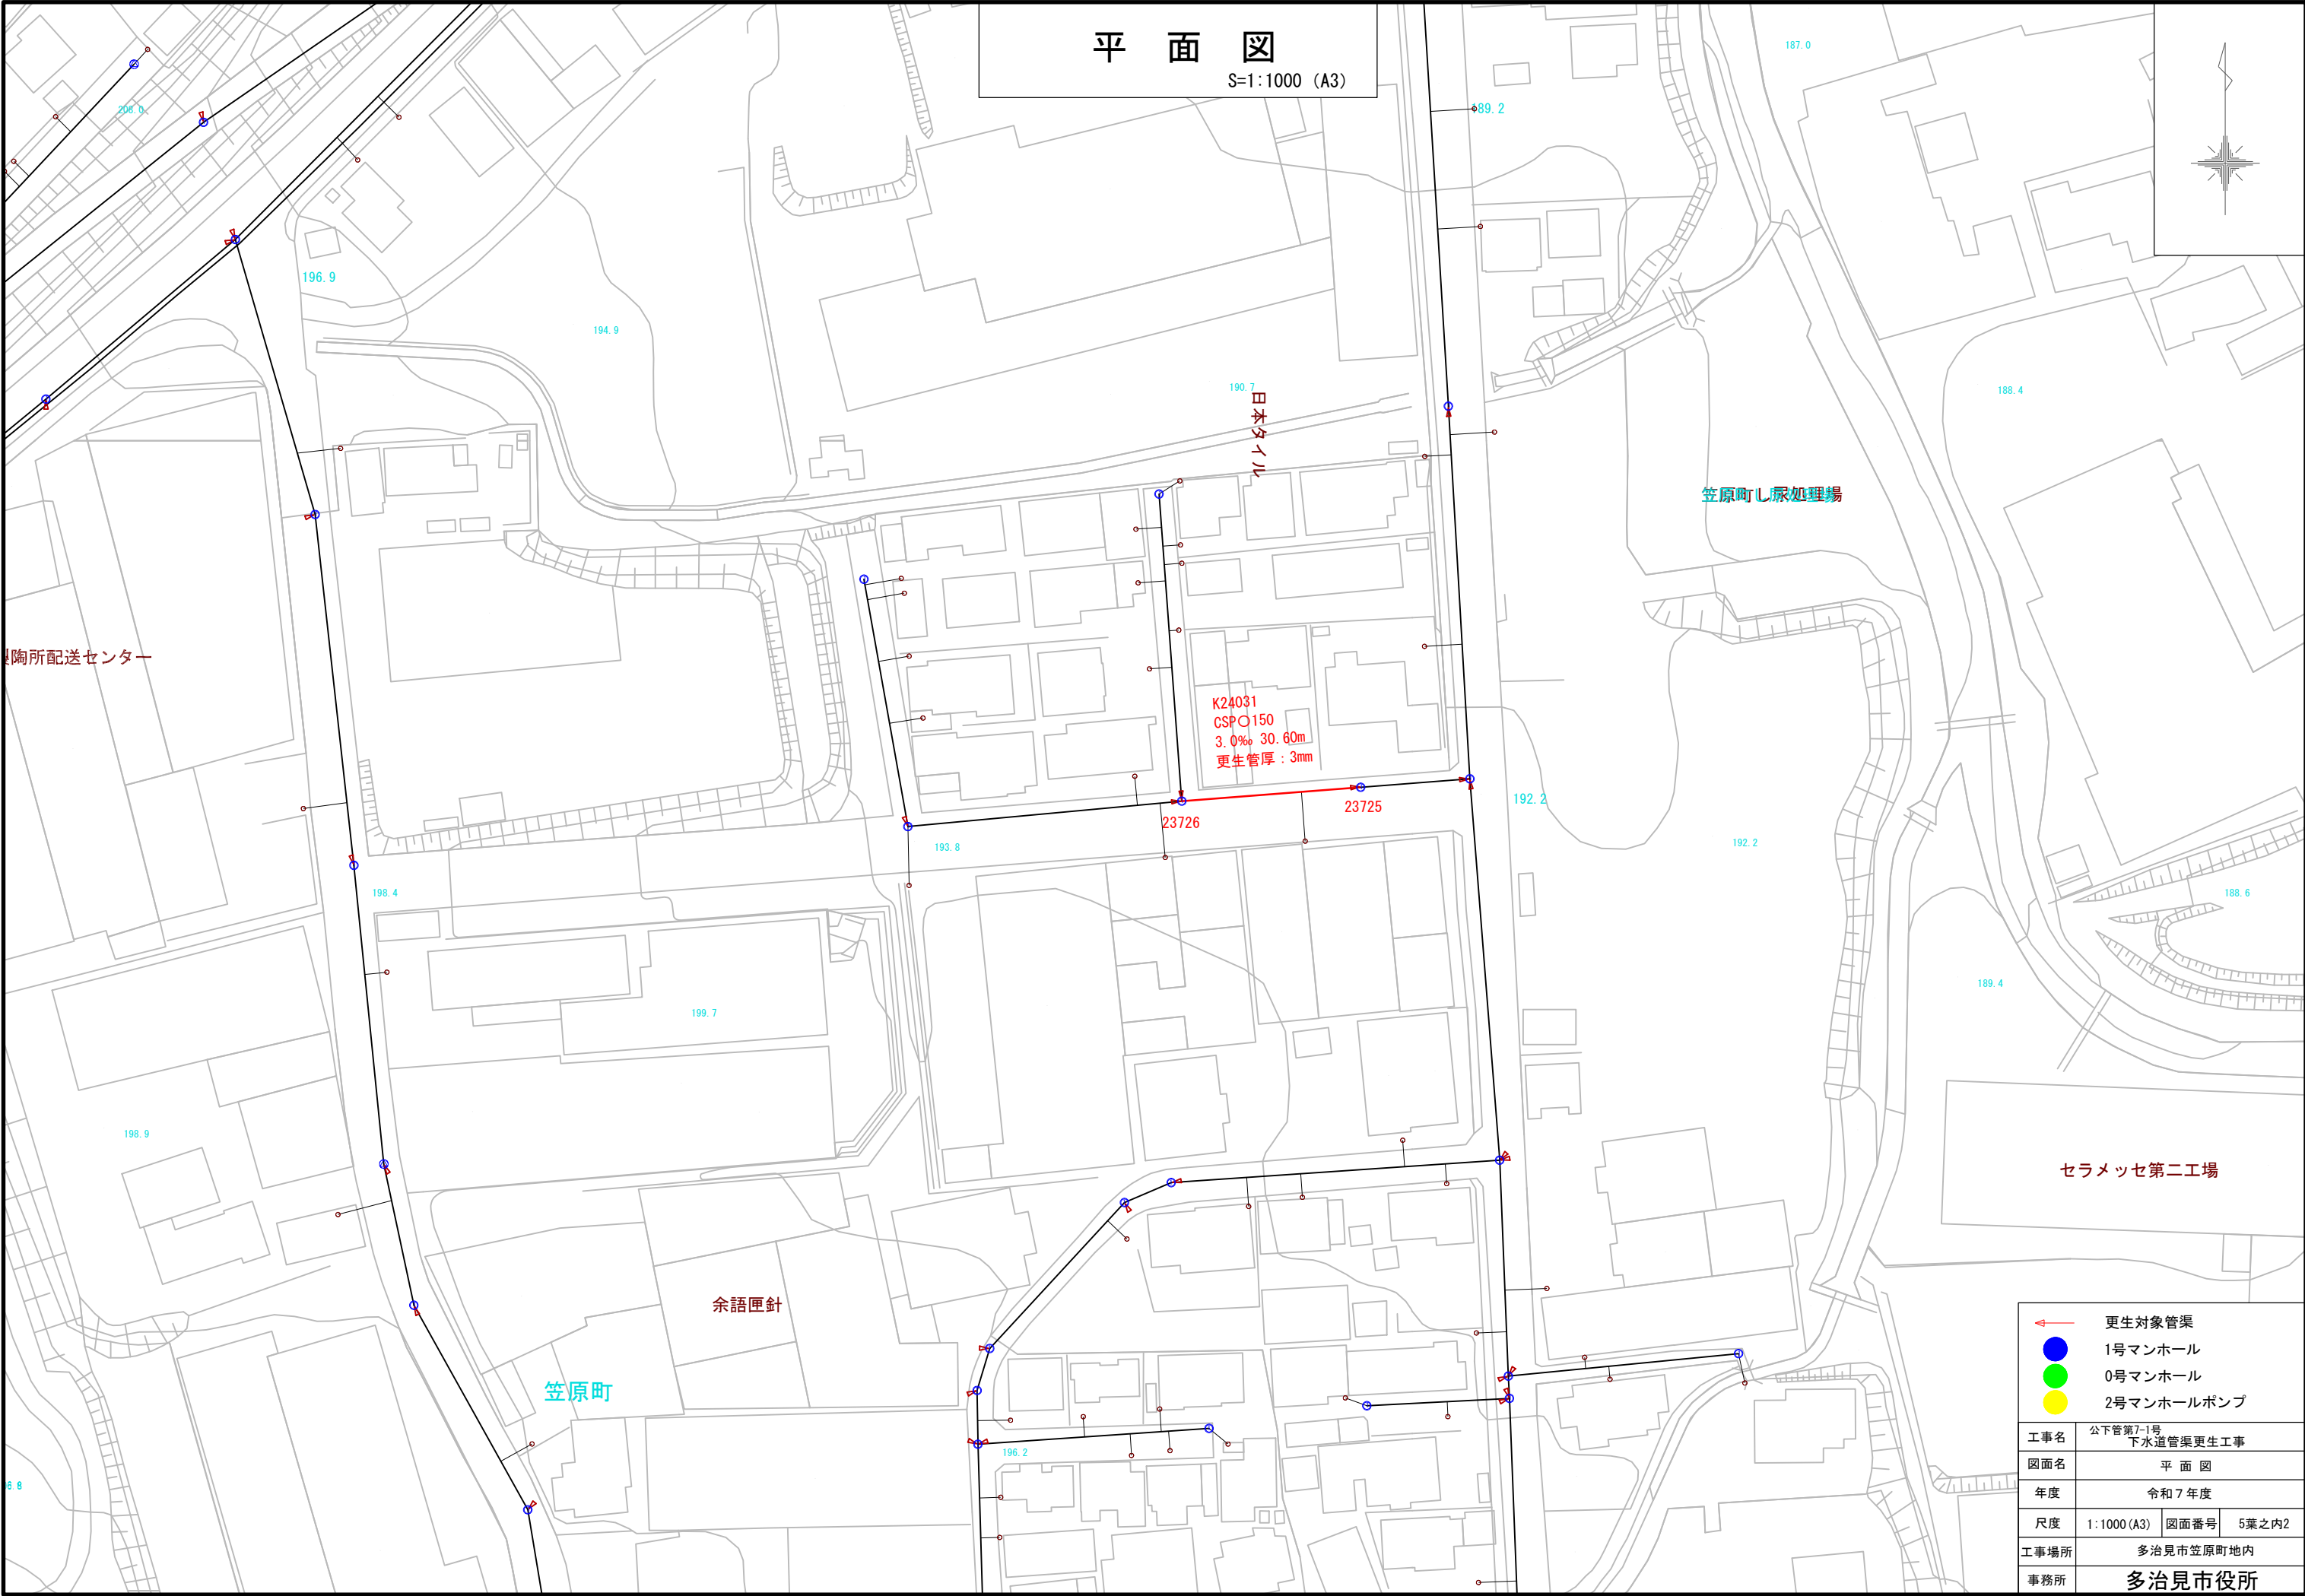 平 面 図
S=1:1000 (A3)
187.0
208.0
189.2
196.9
194.9
190.7
188.4
日本タイル
陶所配送センター
K24031
CSP○150
3.0‰ 30.60m
更生管厚:3mm
23725
23726
192.2
192.2
193.8
198.4
188.6
189.4
199.7
198.9
セラメッセ第二工場
余語匣針
笠原町
196.2
笠原町し尿処理場
更生対象管渠
1号マンホール
0号マンホール
2号マンホールポンプ
工事名 公下管第7-1号
下水道管渠更生工事
図面名 平 面 図
年度 令和7年度
尺度 1:1000(A3) 図面番号 5葉之内2
工事場所 多治見市笠原町地内
事務所 多治見市役所